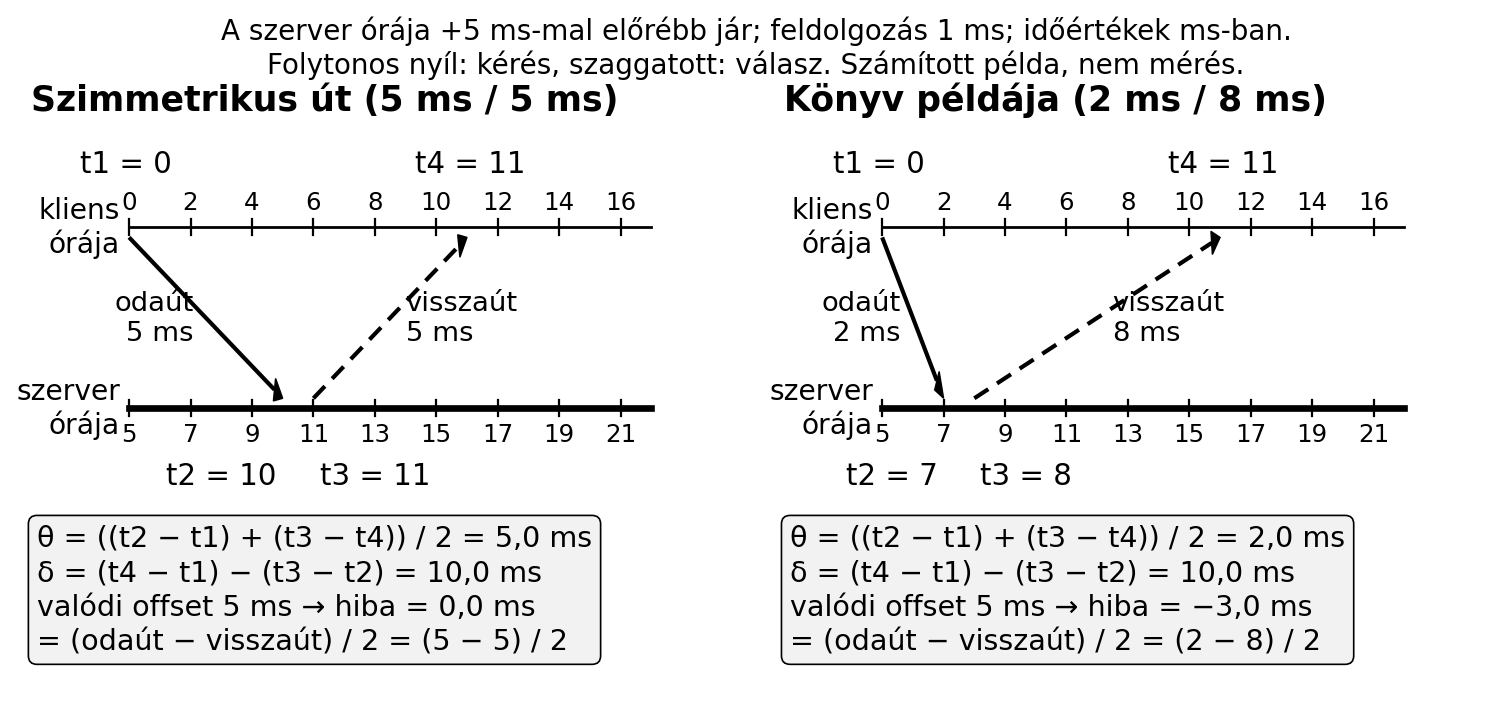 A szerver órája +5 ms-mal előrébb jár; feldolgozás 1 ms; időértékek ms-ban.
Folytonos nyíl: kérés, szaggatott: válasz. Számított példa, nem mérés.
Szimmetrikus út (5 ms / 5 ms)
t1 = 0 t4 = 11
0 2 4 6 8 10 12 14 16
kliens
órája
odaút
5 ms
visszaút
5 ms
szerver
órája
5 7 9 11 13 15 17 19 21
t2 = 10 t3 = 11
θ = ((t2 − t1) + (t3 − t4)) / 2 = 5,0 ms
δ = (t4 − t1) − (t3 − t2) = 10,0 ms
valódi offset 5 ms → hiba = 0,0 ms
= (odaút − visszaút) / 2 = (5 − 5) / 2
Könyv példája (2 ms / 8 ms)
t1 = 0 t4 = 11
0 2 4 6 8 10 12 14 16
kliens
órája
odaút
2 ms
visszaút
8 ms
szerver
órája
5 7 9 11 13 15 17 19 21
t2 = 7 t3 = 8
θ = ((t2 − t1) + (t3 − t4)) / 2 = 2,0 ms
δ = (t4 − t1) − (t3 − t2) = 10,0 ms
valódi offset 5 ms → hiba = −3,0 ms
= (odaút − visszaút) / 2 = (2 − 8) / 2